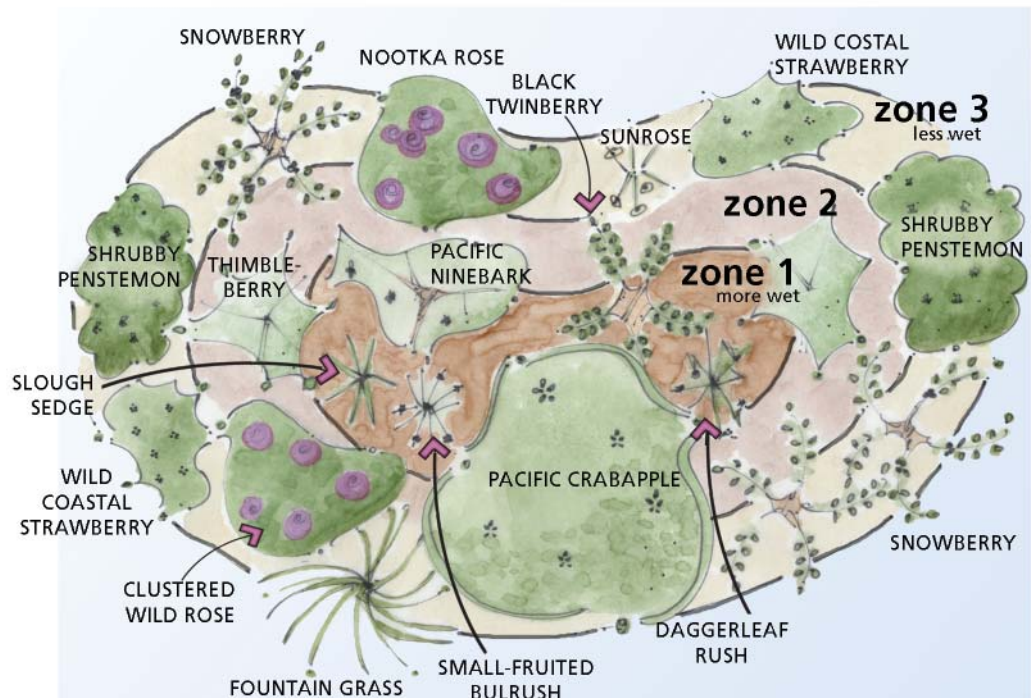 SNOWBERRY
NOOTKA ROSE
BLACK
TWINBERRY
SUNROSE
WILD COSTAL
STRAWBERRY
zone 3
less wet
zone 2
zone 1
more wet
SHRUBBY
PENSTEMON
THIMBLE-
BERRY
PACIFIC
NINEBARK
SHRUBBY
PENSTEMON
SLOUGH
SEDGE
WILD
COASTAL
STRAWBERRY
PACIFIC CRABAPPLE
SNOWBERRY
CLUSTERED
WILD ROSE
FOUNTAIN GRASS
SMALL-FRUITED
BULRUSH
DAGGERLEAF
RUSH